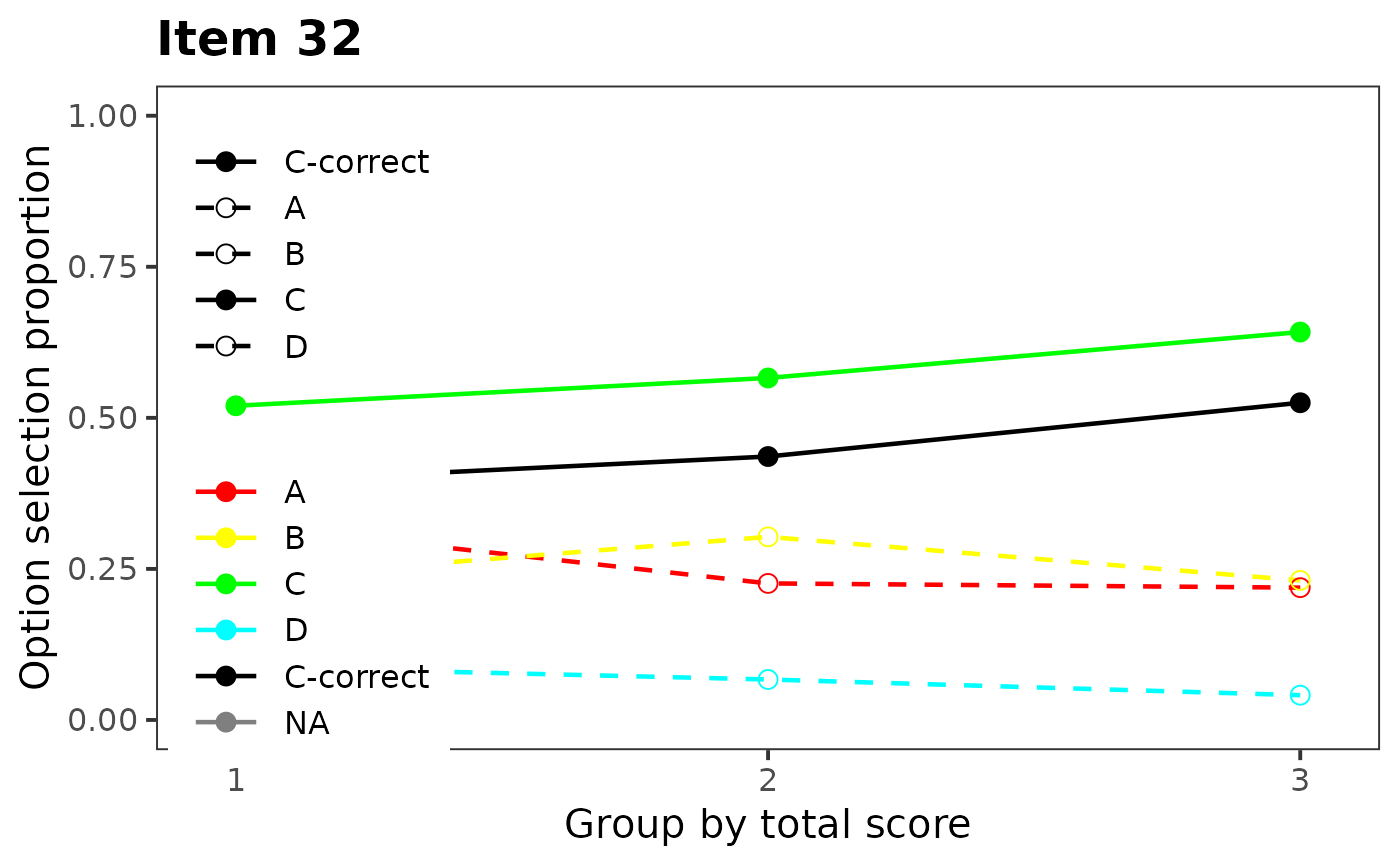 Item 32
Option selection proportion
1.00
0.75
0.50
0.25
0.00
C-correct
A
B
C
D
A
B
C
D
C-correct
NA
1 2 3
Group by total score